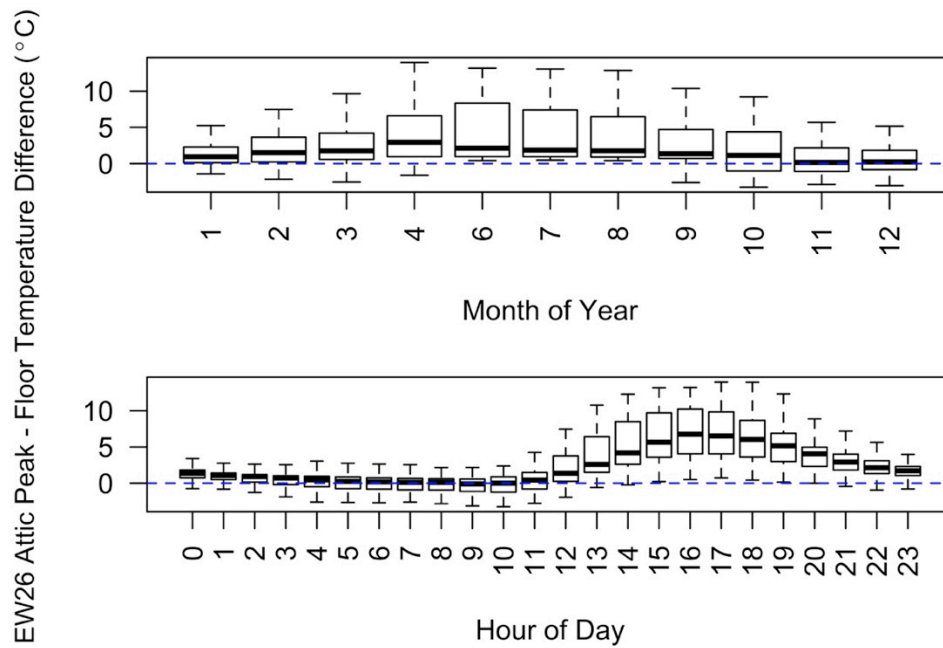 EW26 Attic Peak - Floor Temperature Difference (°C)
10
5
0
1 2 3 4 6 7 8 9 10 11 12
Month of Year
10
5
0
0 1 2 3 4 5 6 7 8 9 10 11 12 13 14 15 16 17 18 19 20 21 22 23
Hour of Day